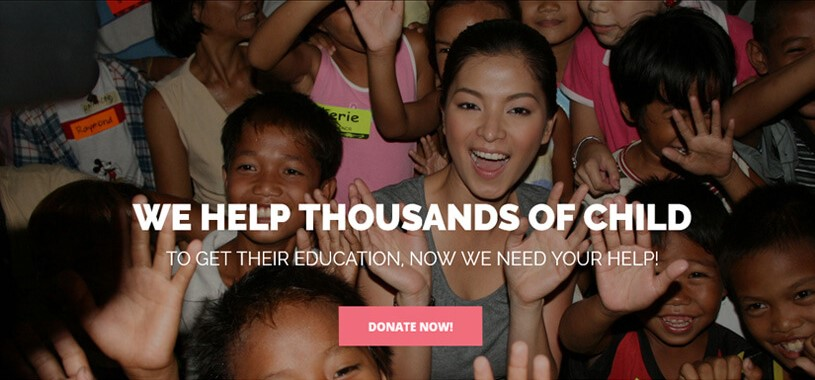 Raymond
erie
WE HELP THOUSANDS OF CHILD
TO GET THEIR EDUCATION, NOW WE NEED YOUR HELP!
DONATE NOW!